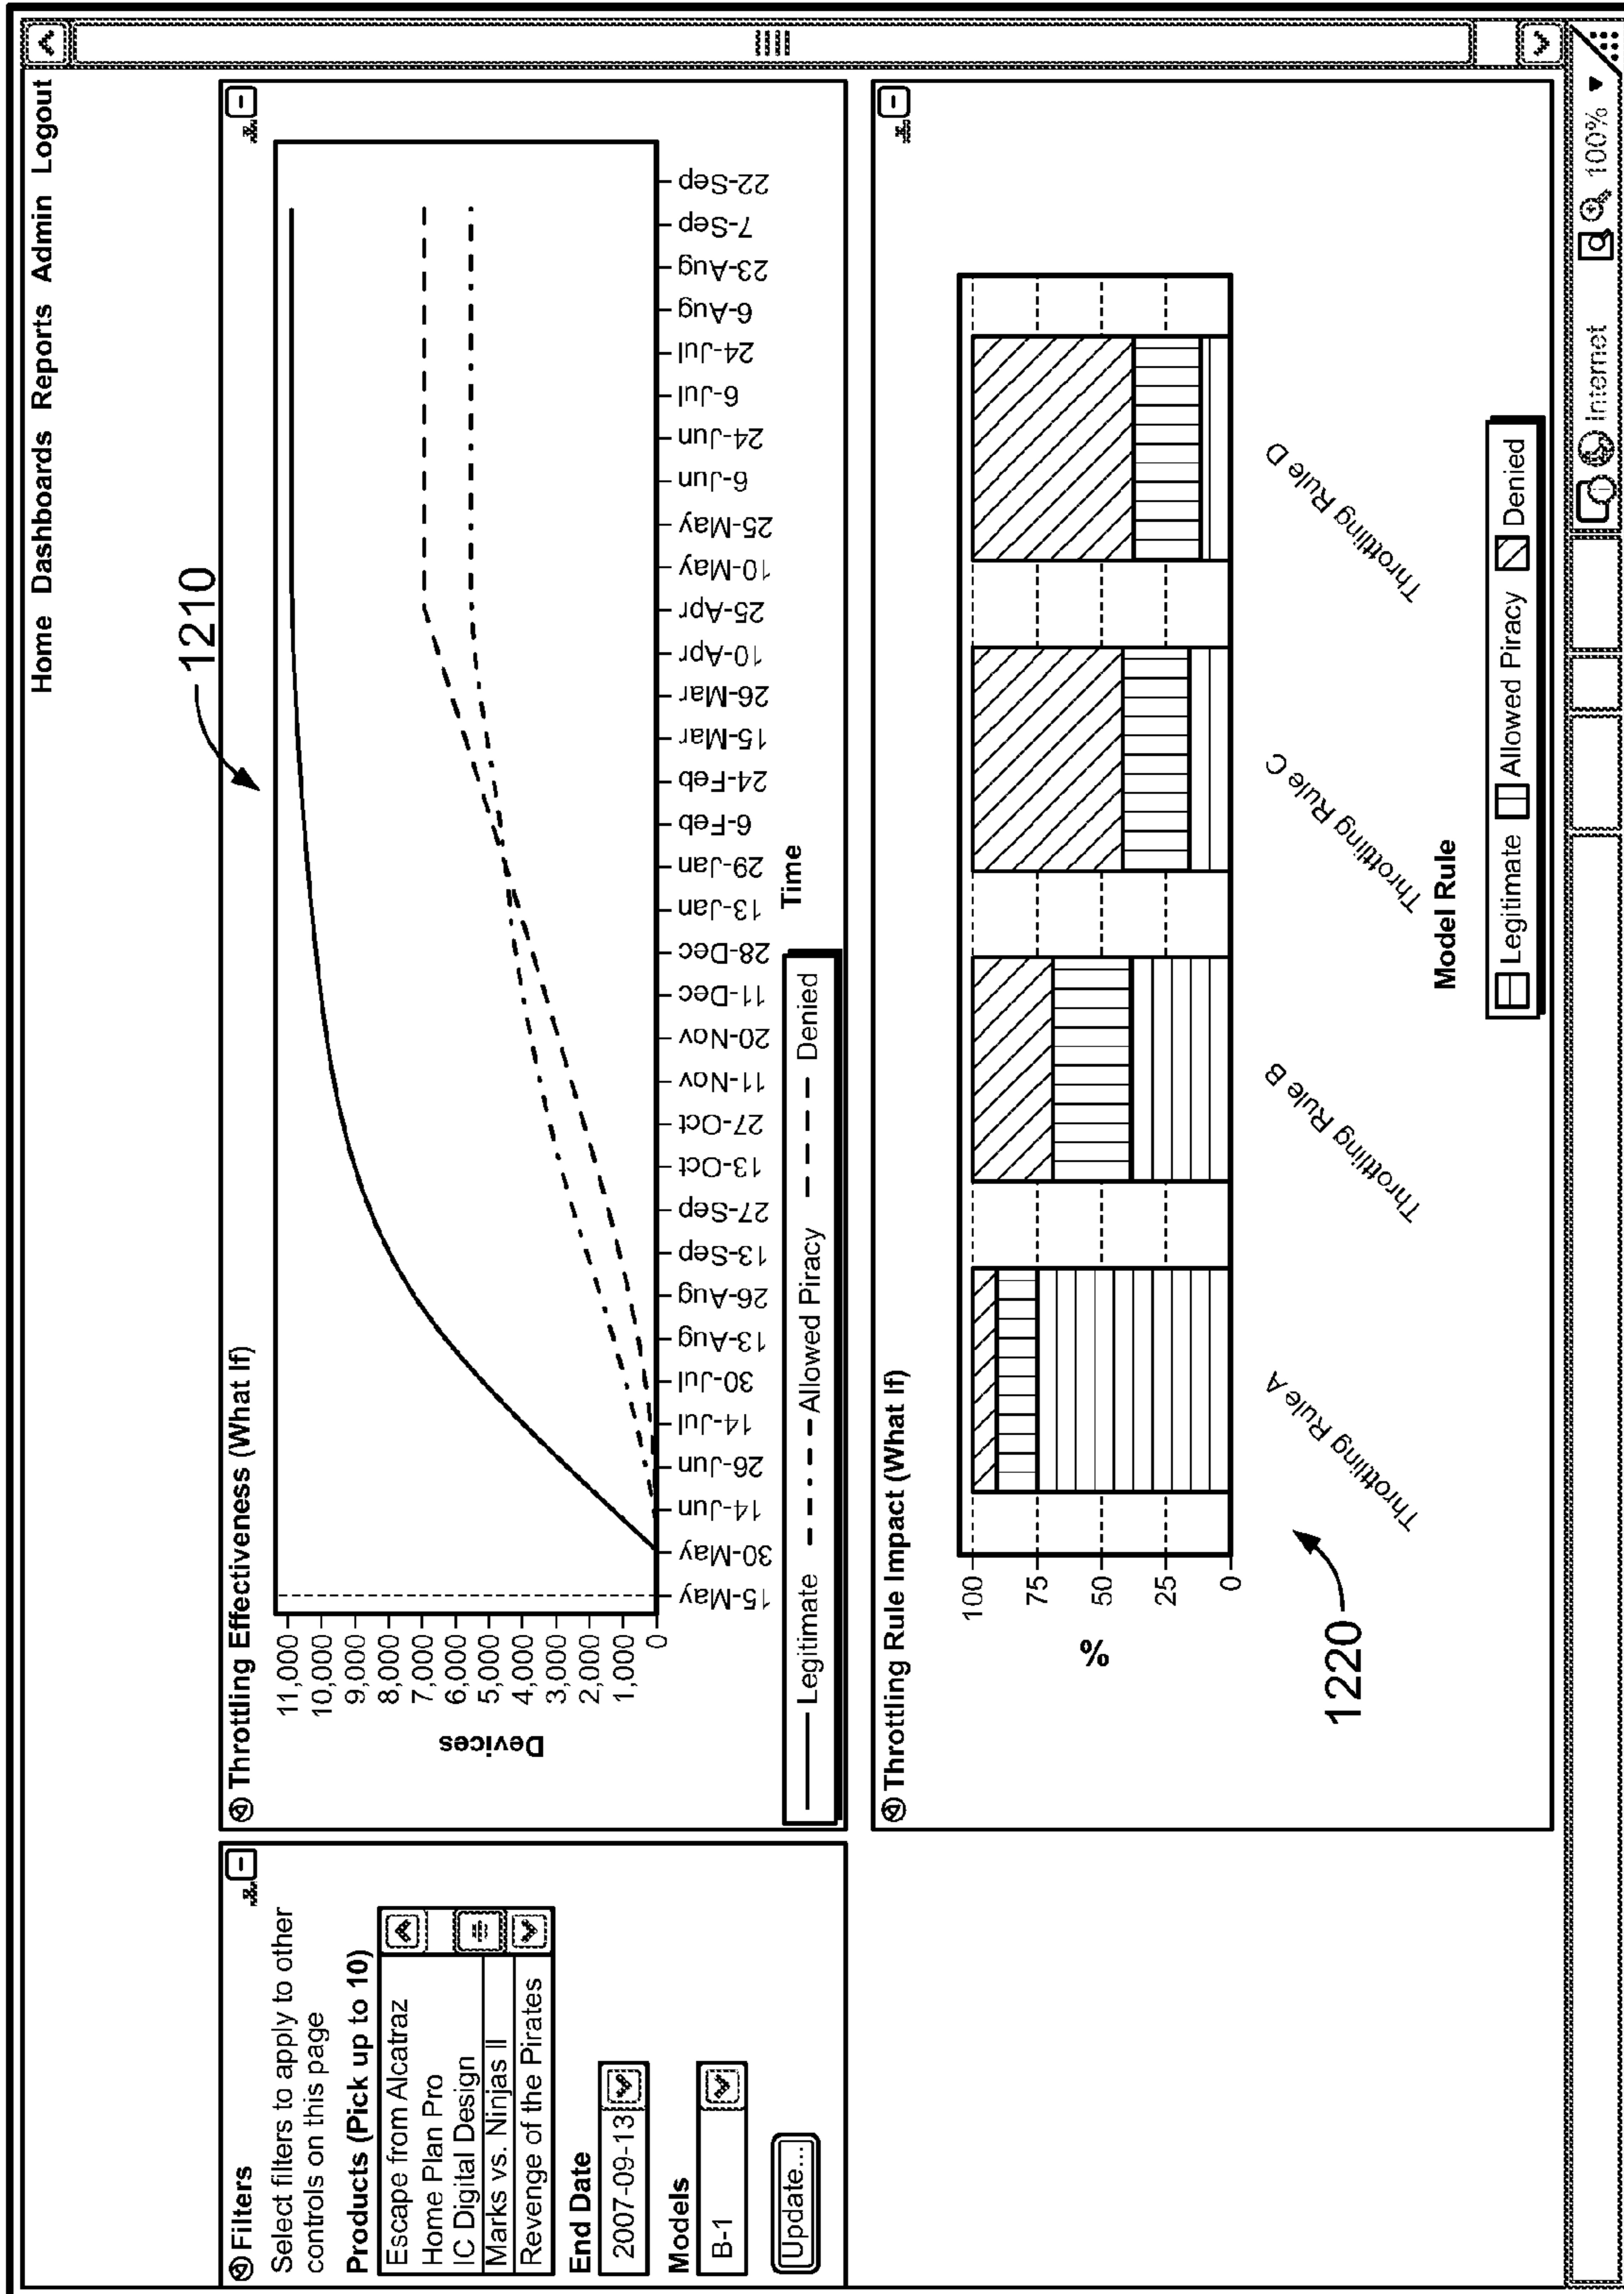 Home Dashboards Reports Admin Logout
Filters
Select filters to apply to other
controls on this page
Products (Pick up to 10)
Escape from Alcatraz
Home Plan Pro
IC Digital Design
Marks vs. Ninjas II
Revenge of the Pirates
End Date
2007-09-13
Models
B-1
Update...
1210
Throttling Effectiveness (What If)
Devices
11,000
10,000
9,000
8,000
7,000
6,000
5,000
4,000
3,000
2,000
1,000
0
15-May
30-May
14-Jun
26-Jun
14-Jul
30-Jul
13-Aug
26-Aug
13-Sep
27-Sep
13-Oct
27-Oct
11-Nov
20-Nov
11-Dec
28-Dec
13-Jan
29-Jan
6-Feb
24-Feb
15-Mar
26-Mar
10-Apr
25-Apr
10-May
25-May
6-Jun
24-Jun
6-Jul
24-Jul
6-Aug
23-Aug
7-Sep
22-Sep
Time
Legitimate Allowed Piracy Denied
Throttling Rule Impact (What If)
%
100
75
50
25
0
1220
Throttling Rule A
Throttling Rule B
Throttling Rule C
Throttling Rule D
Model Rule
Legitimate Allowed Piracy Denied
Internet
100%